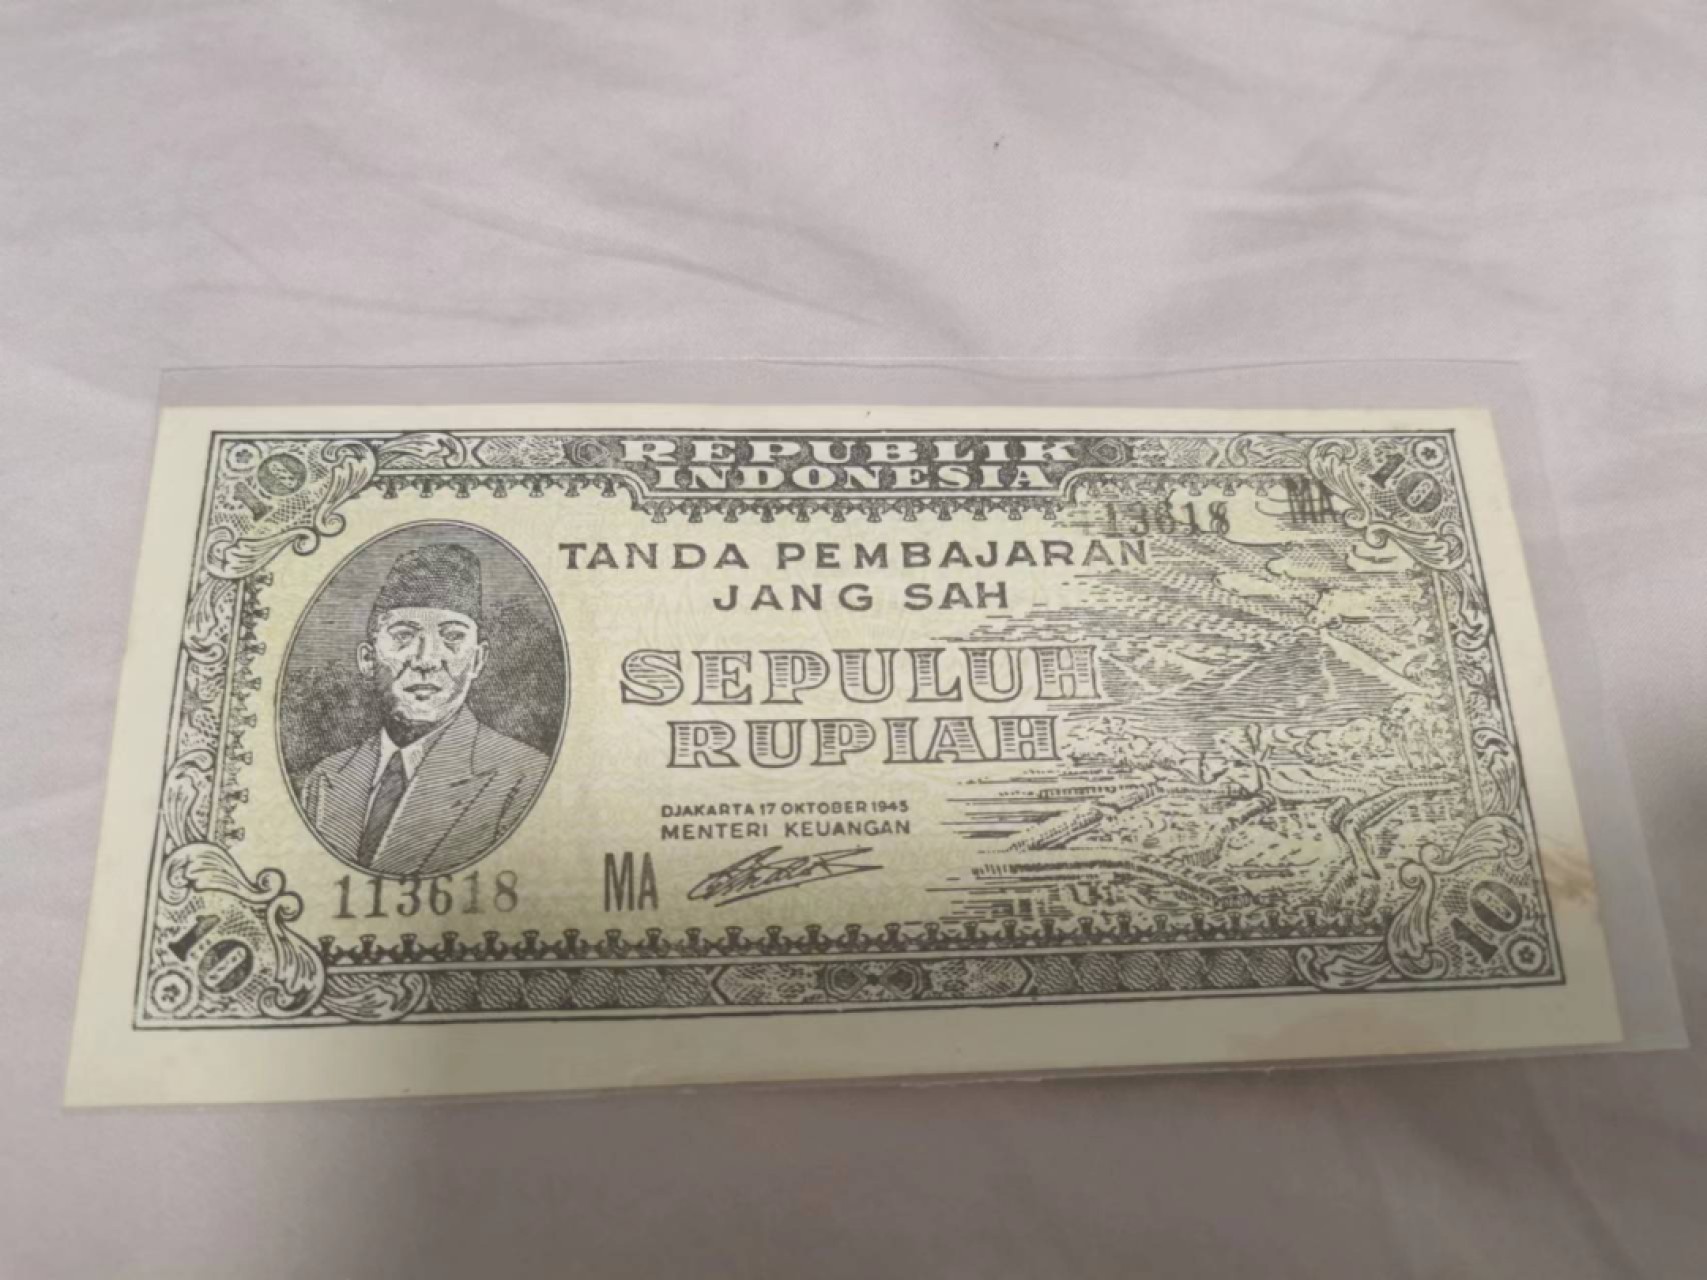 REPUBLIK
INDONESIA
10
10
113618 MA
TANDA PEMBAJARAN
JANG SAH
SEPULUH
RUPIAH
DJAKARTA 17 OKTOBER 1945
MENTERI KEUANGAN
113618 MA
10
10